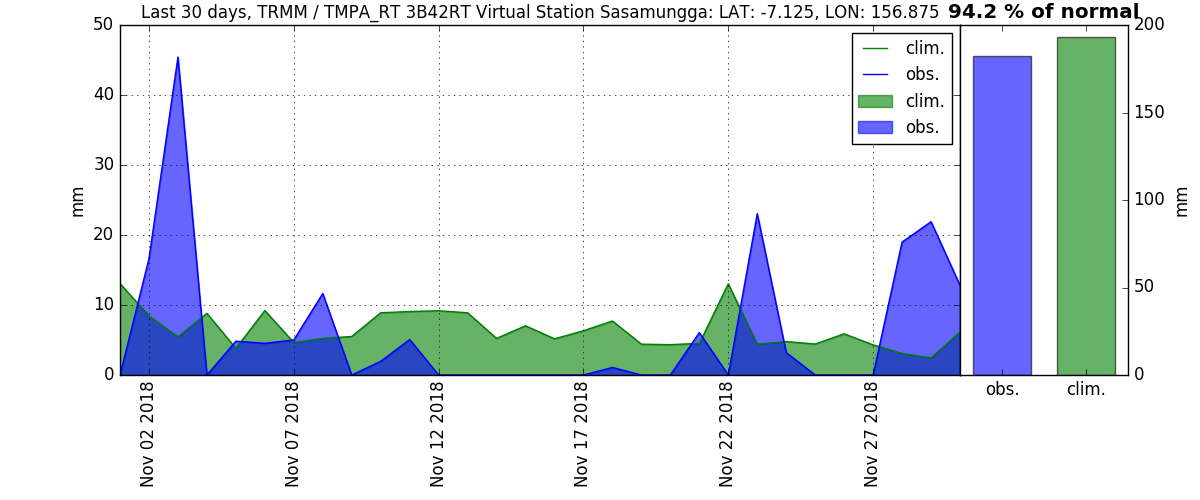 Last 30 days, TRMM / TMPA_RT 3B42RT Virtual Station Sasamungga: LAT: -7.125, LON: 156.875
94.2 % of normal
50
40
30
20
10
0
mm
clim.
obs.
clim.
obs.
200
150
100
50
0
mm
Nov 02 2018
Nov 07 2018
Nov 12 2018
Nov 17 2018
Nov 22 2018
Nov 27 2018
obs.
clim.